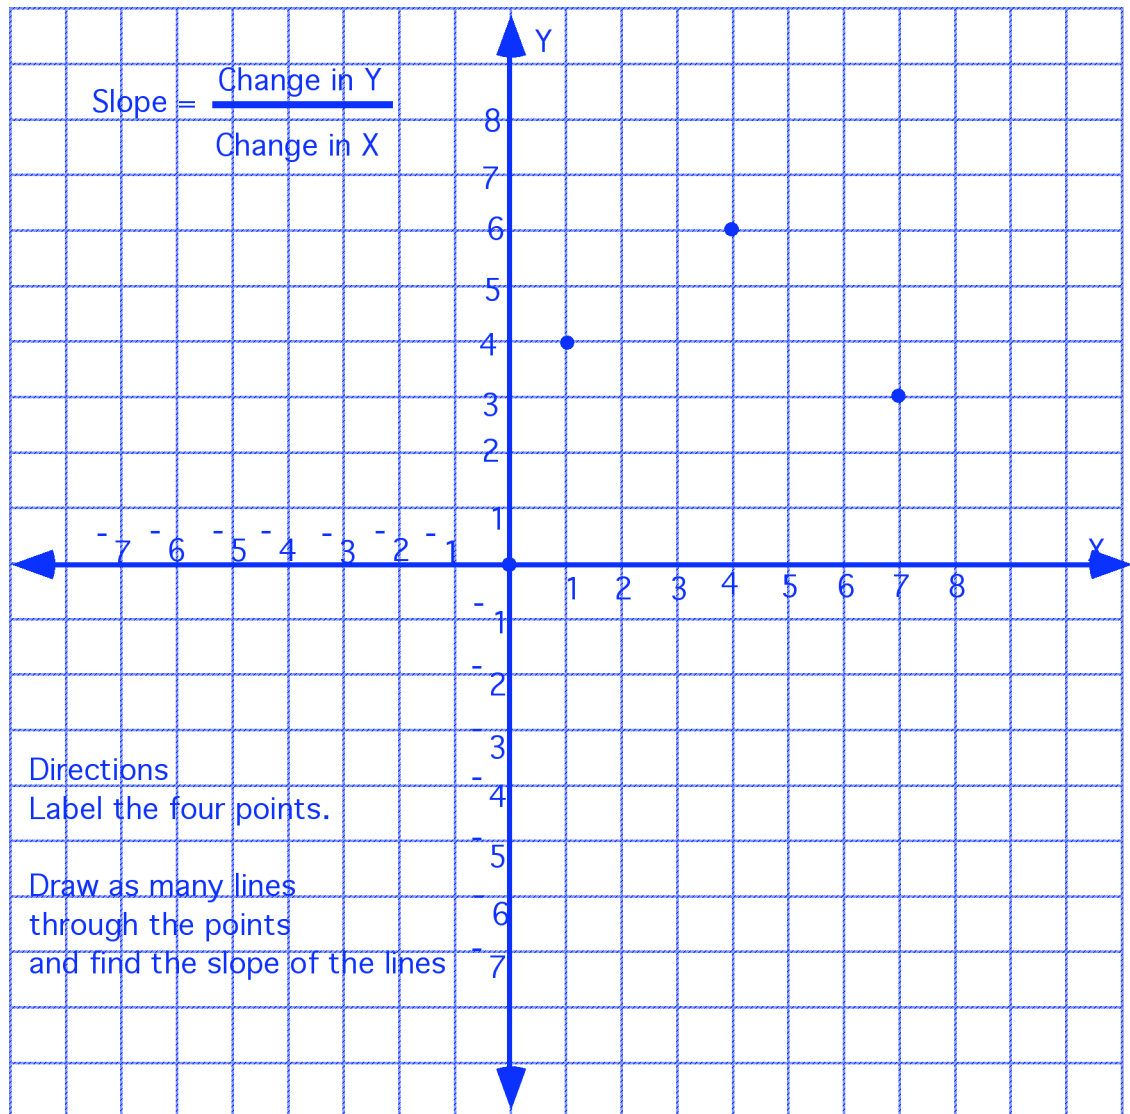 Y
Change in Y
Slope =
Change in X
8
7
6
5
4
3
2
1
-7 -6 -5 -4 -3 -2 -1
X
1 2 3 4 5 6 7 8
-1
-2
-3
-4
-5
-6
-7
Directions
Label the four points.
Draw as many lines
through the points
and find the slope of the lines